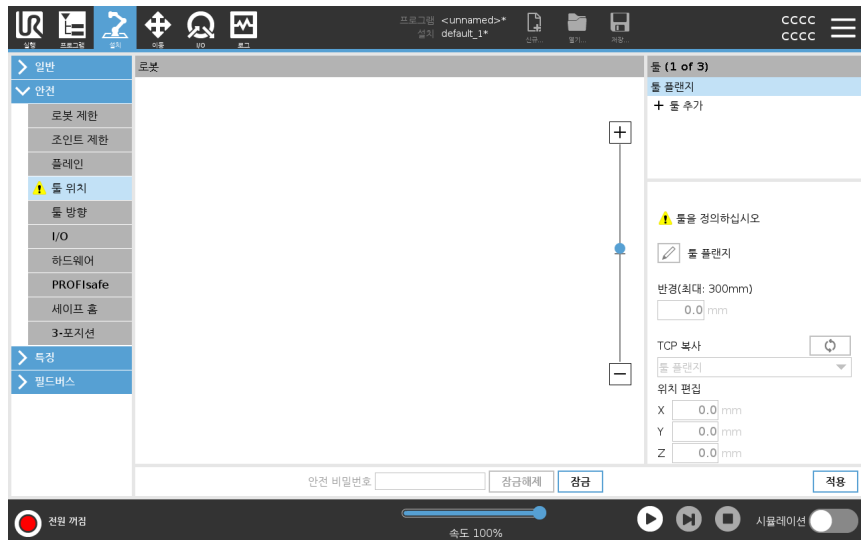 프로그램 <unnamed>*
설치 default_1*
신규... 열기... 저장...
cccc
cccc
실행 프로그램 설치 이동 I/O 로그
일반
안전
로봇 제한
조인트 제한
플레인
툴 위치
툴 방향
I/O
하드웨어
PROFIsafe
세이프 홈
3-포지션
특징
필드버스
로봇
툴 (1 of 3)
툴 플랜지
툴 추가
툴을 정의하십시오
툴 플랜지
반경(최대: 300mm)
0.0 mm
TCP 복사
툴 플랜지
위치 편집
X 0.0 mm
Y 0.0 mm
Z 0.0 mm
안전 비밀번호 잠금해제 잠금 적용
전원 꺼짐
속도 100%
시뮬레이션